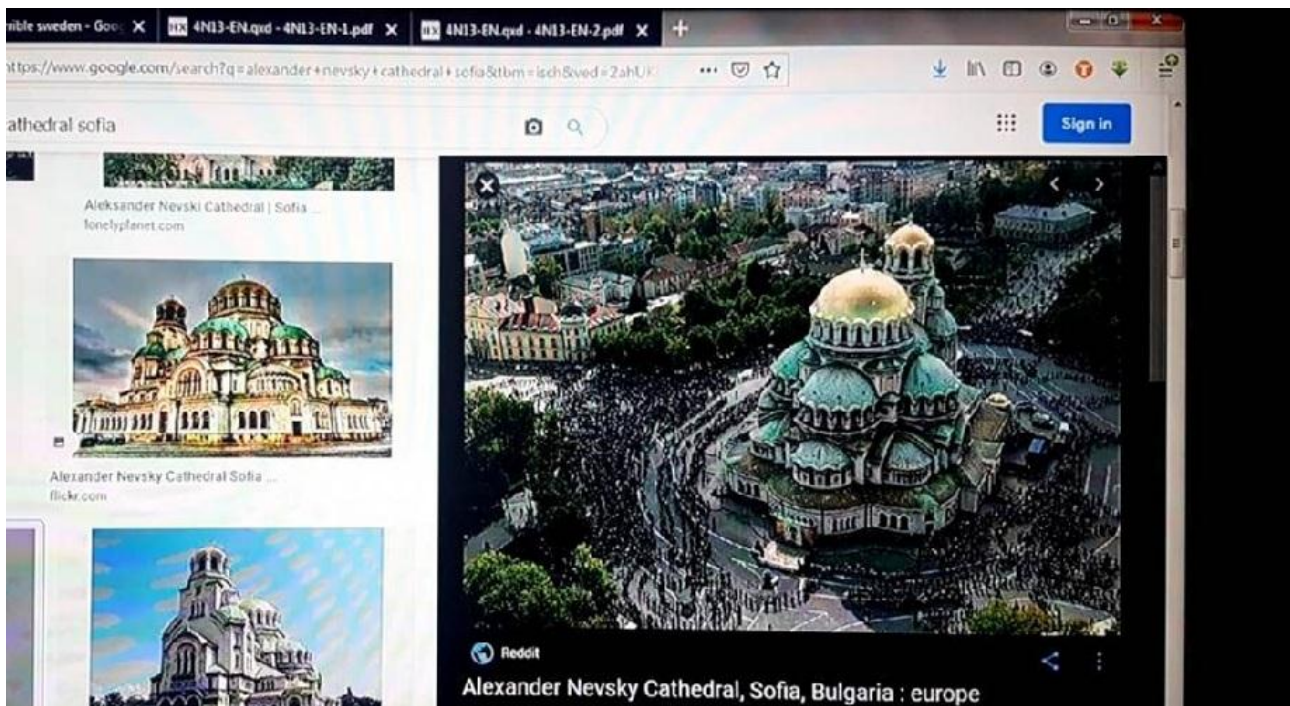 rible sweden - Goo
4N13-EN.qxd - 4N13-EN-1.pdf
4N13-EN.qxd - 4N13-EN-2.pdf
https://www.google.com/search?q=alexander+nevsky+cathedral+sofia&tbm=isch&ved=2ahUK
athedral sofia
Sign in
Aleksander Nevski Cathedral | Sofia ...
lonelyplanet.com
Alexander Nevsky Cathedral Sofia ...
flickr.com
Reddit
Alexander Nevsky Cathedral, Sofia, Bulgaria : europe